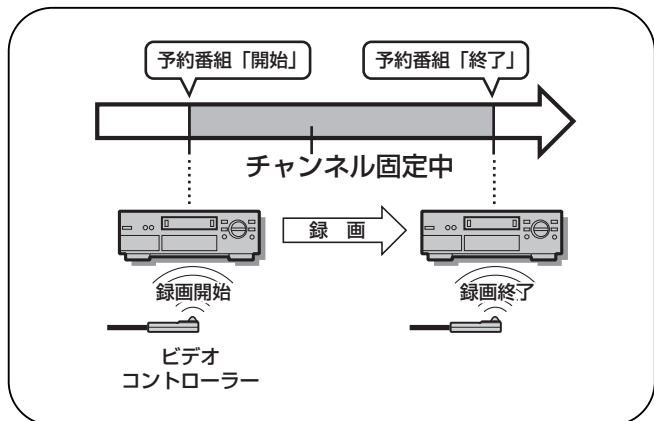 予約番組「開始」
予約番組「終了」
チャンネル固定中
録 画
録画開始
録画終了
ビデオ
コントローラー